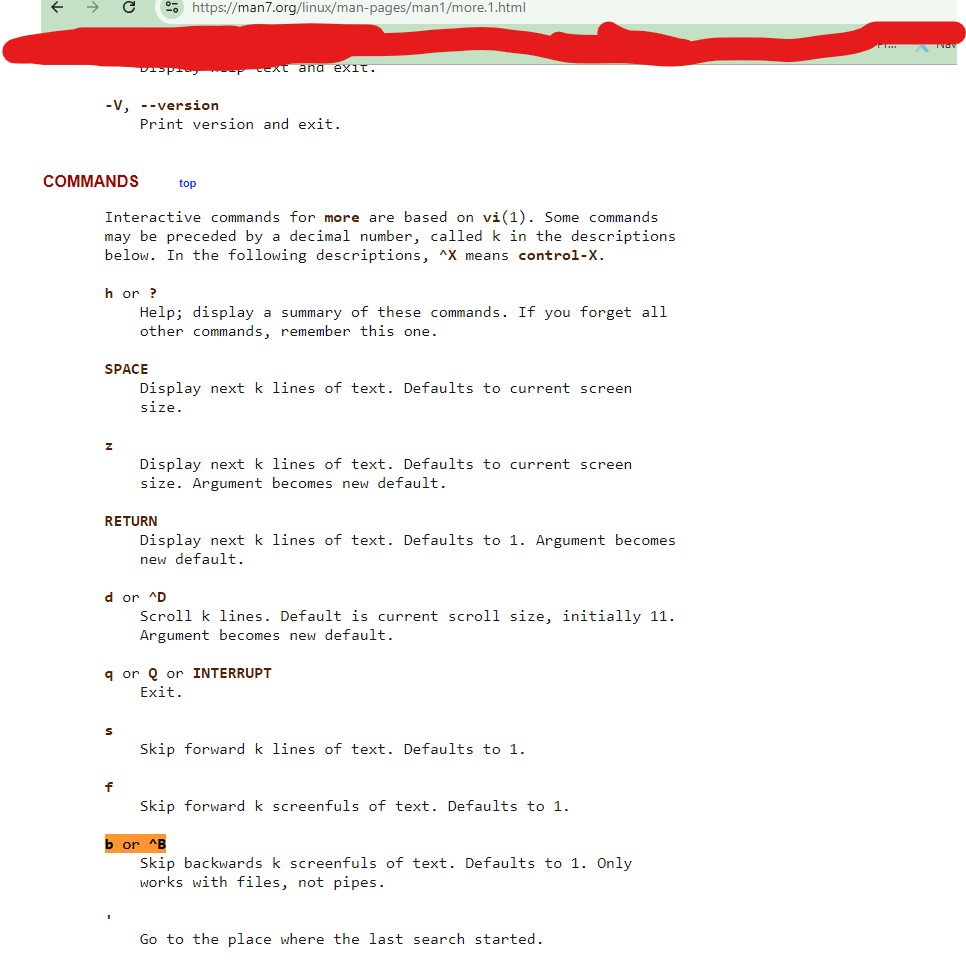 https://man7.org/linux/man-pages/man1/more.1.html
Display help text and exit.
-V, --version
Print version and exit.
COMMANDS top
Interactive commands for more are based on vi(1). Some commands
may be preceded by a decimal number, called k in the descriptions
below. In the following descriptions, ^X means control-X.
h or ?
Help; display a summary of these commands. If you forget all
other commands, remember this one.
SPACE
Display next k lines of text. Defaults to current screen
size.
z
Display next k lines of text. Defaults to current screen
size. Argument becomes new default.
RETURN
Display next k lines of text. Defaults to 1. Argument becomes
new default.
d or ^D
Scroll k lines. Default is current scroll size, initially 11.
Argument becomes new default.
q or Q or INTERRUPT
Exit.
s
Skip forward k lines of text. Defaults to 1.
f
Skip forward k screenfuls of text. Defaults to 1.
b or ^B
Skip backwards k screenfuls of text. Defaults to 1. Only
works with files, not pipes.
'
Go to the place where the last search started.